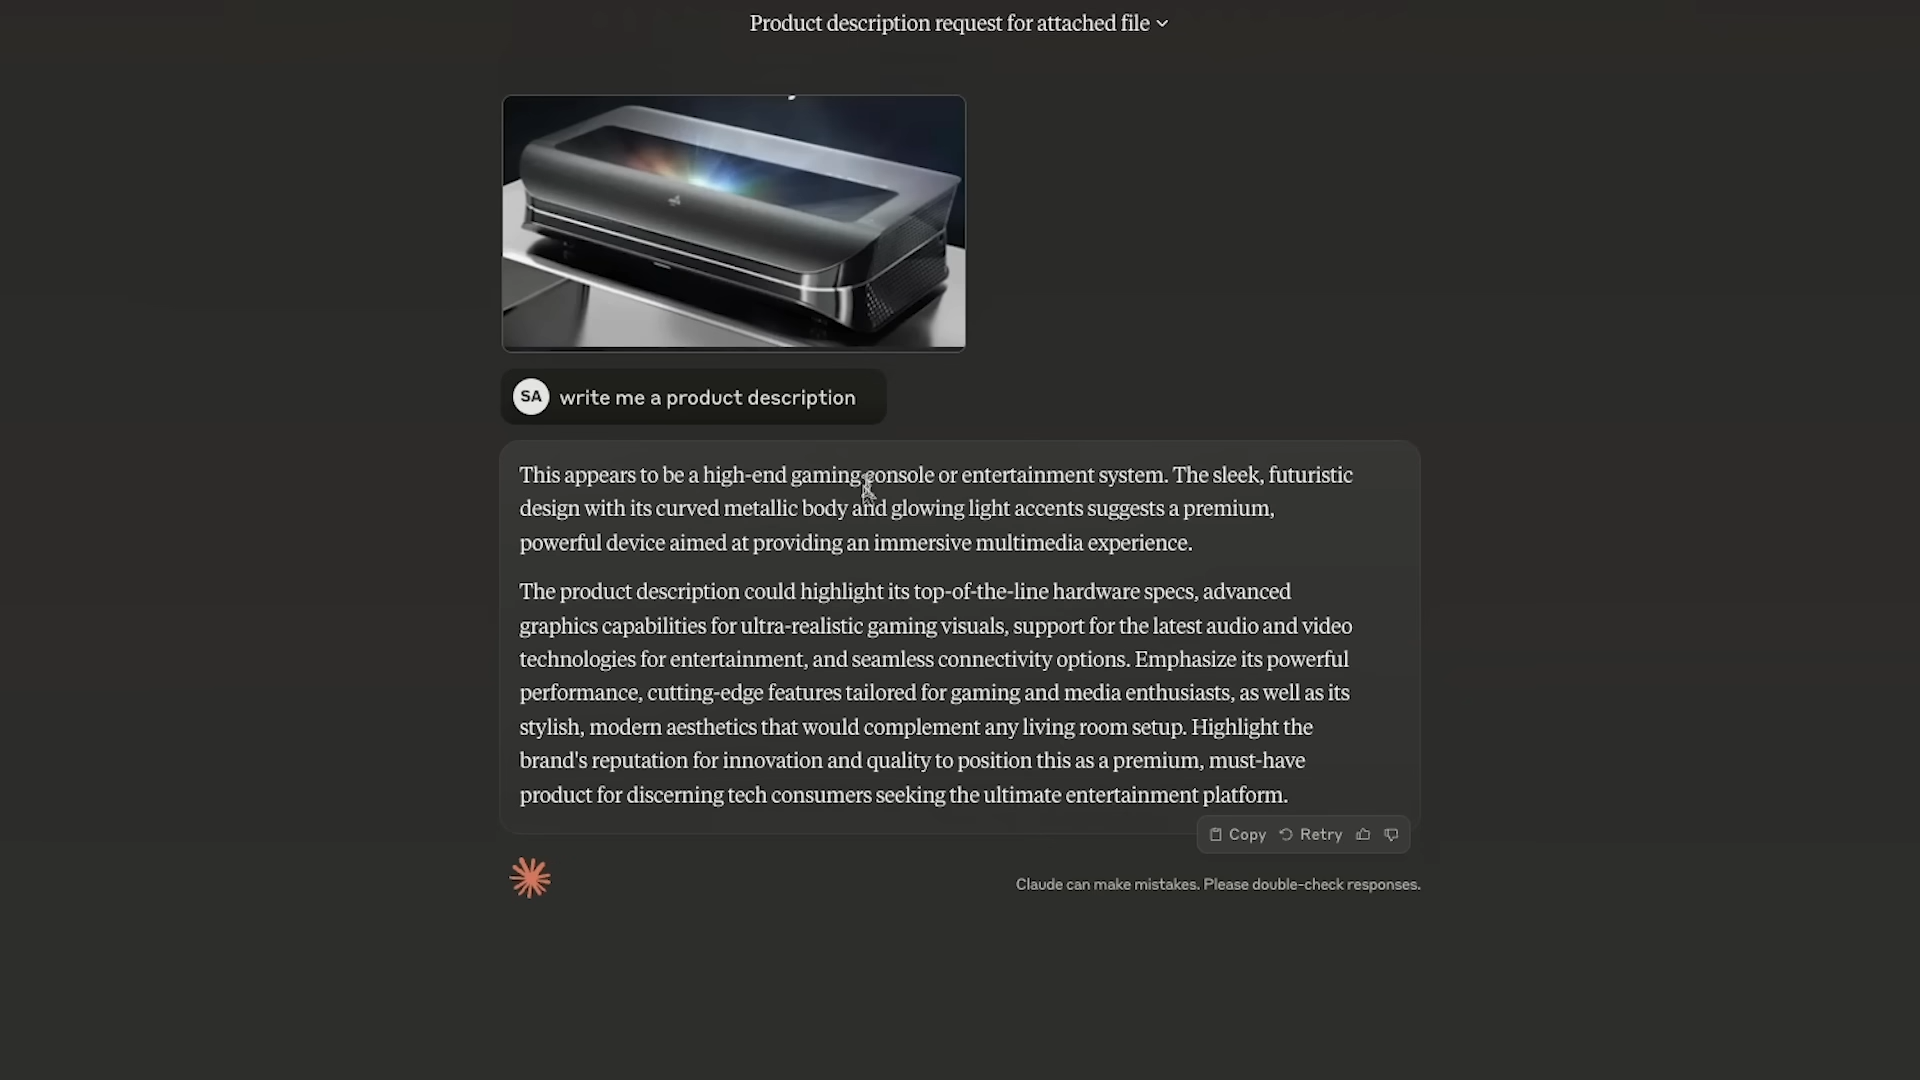 Product description request for attached file
SA
write me a product description
This appears to be a high-end gaming console or entertainment system. The sleek, futuristic
design with its curved metallic body and glowing light accents suggests a premium,
powerful device aimed at providing an immersive multimedia experience.
The product description could highlight its top-of-the-line hardware specs, advanced
graphics capabilities for ultra-realistic gaming visuals, support for the latest audio and video
technologies for entertainment, and seamless connectivity options. Emphasize its powerful
performance, cutting-edge features tailored for gaming and media enthusiasts, as well as its
stylish, modern aesthetics that would complement any living room setup. Highlight the
brand's reputation for innovation and quality to position this as a premium, must-have
product for discerning tech consumers seeking the ultimate entertainment platform.
Copy Retry
Claude can make mistakes. Please double-check responses.